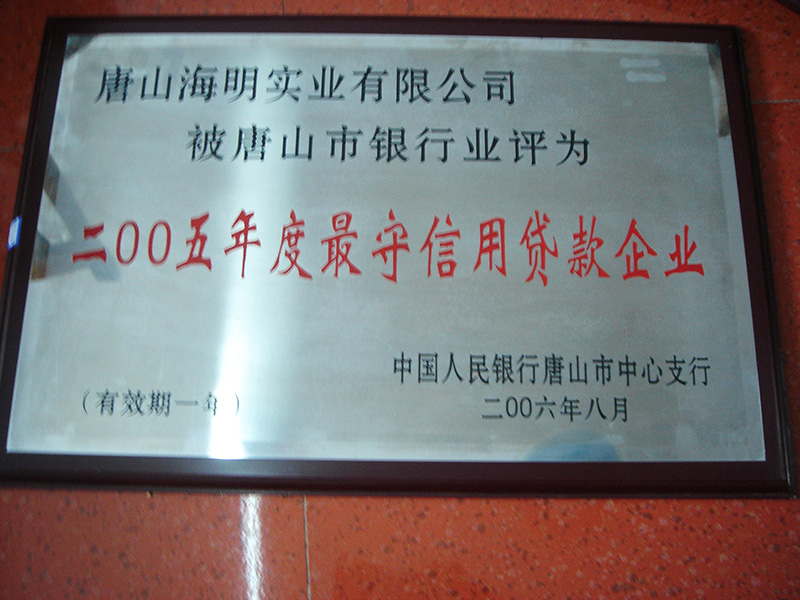 唐山海明实业有限公司
被唐山市银行业评为
二00五年度最守信用贷款企业
中国人民银行唐山市中心支行
(有效期一年)
二00六年八月